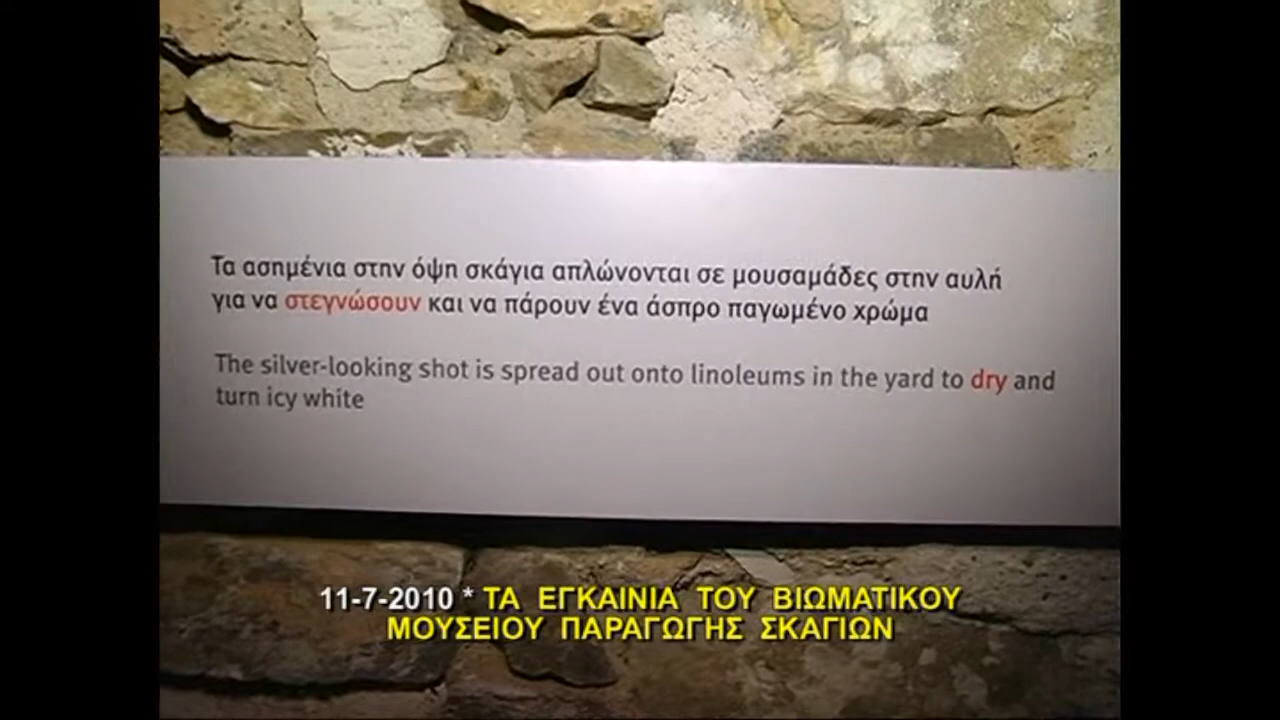 Τα ασημένια στην όψη σκάγια απλώνονται σε μουσαμάδες στην αυλή
για να στεγνώσουν και να πάρουν ένα άσπρο παγωμένο χρώμα
The silver-looking shot is spread out onto linoleums in the yard to dry and
turn icy white
11-7-2010 * ΤΑ ΕΓΚΑΙΝΙΑ ΤΟΥ ΒΙΩΜΑΤΙΚΟΥ
ΜΟΥΣΕΙΟΥ ΠΑΡΑΓΩΓΗΣ ΣΚΑΓΙΩΝ